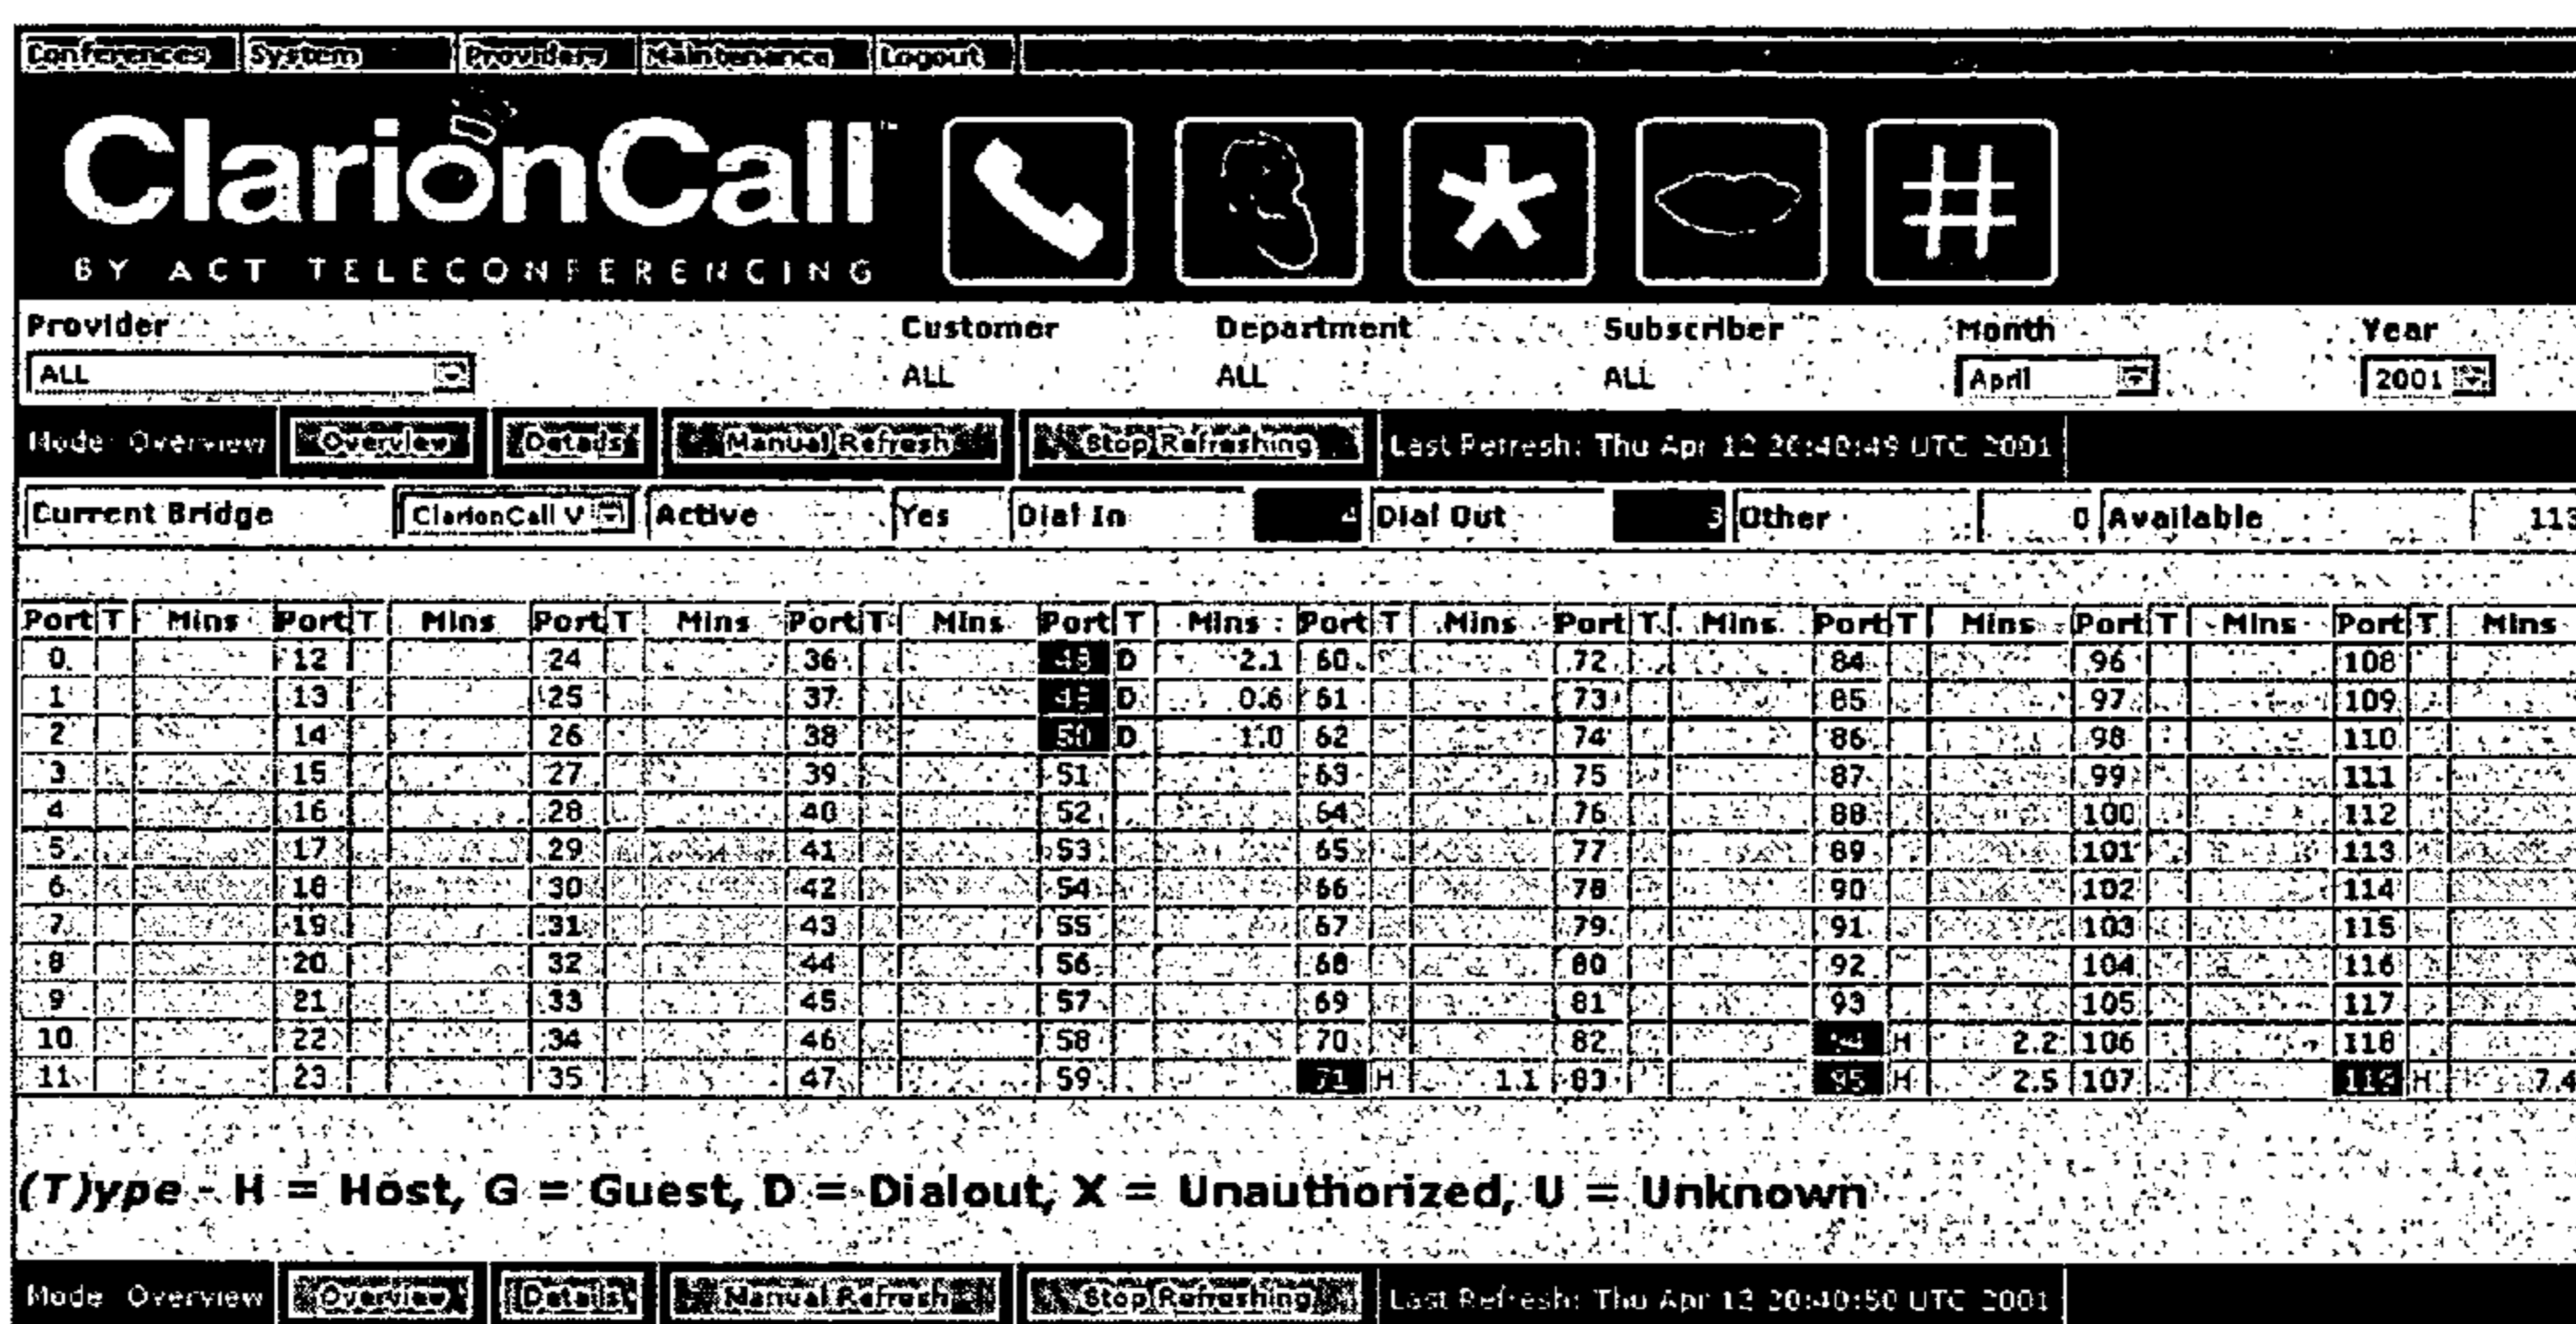 Conferences System Providers Maintenance Logout
ClarionCall™
BY ACT TELECONFERENCING
Provider Customer Department Subscriber Month Year
ALL ALL ALL ALL April 2001
Mode: Overview Overview Details Manual Refresh Stop Refreshing Last Refresh: Thu Apr 12 20:40:49 UTC 2001
Current Bridge ClarionCall V Active Yes Dial In 4 Dial Out 3 Other 0 Available 113
Port T Mins Port T Mins Port T Mins Port T Mins Port T Mins Port T Mins Port T Mins Port T Mins Port T Mins Port T Mins
0 12 24 36 48 D 2.1 60 72 84 96 108
1 13 25 37 49 D 0.6 61 73 85 97 109
2 14 26 38 50 D 1.0 62 74 86 98 110
3 15 27 39 51 63 75 87 99 111
4 16 28 40 52 64 76 88 100 112
5 17 29 41 53 65 77 89 101 113
6 18 30 42 54 66 78 90 102 114
7 19 31 43 55 67 79 91 103 115
8 20 32 44 56 68 80 92 104 116
9 21 33 45 57 69 81 93 105 117
10 22 34 46 58 70 82 94 H 2.2 106 118
11 23 35 47 59 71 H 1.1 83 95 H 2.5 107 119 H 7.4
(T)ype - H = Host, G = Guest, D = Dialout, X = Unauthorized, U = Unknown
Mode Overview Overview Details Manual Refresh Stop Refreshing Last Refresh: Thu Apr 12 20:40:50 UTC 2001